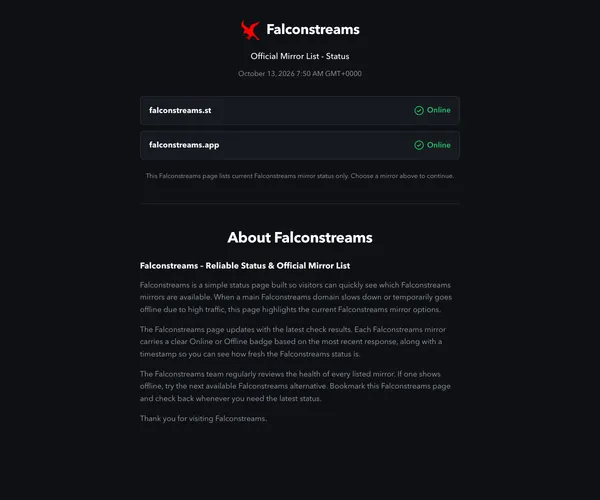 Falconstreams
Official Mirror List - Status
October 13, 2026 7:50 AM GMT+0000
falconstreams.st
Online
falconstreams.app
Online
This Falconstreams page lists current Falconstreams mirror status only. Choose a mirror above to continue.
About Falconstreams
Falconstreams – Reliable Status & Official Mirror List
Falconstreams is a simple status page built so visitors can quickly see which Falconstreams
mirrors are available. When a main Falconstreams domain slows down or temporarily goes
offline due to high traffic, this page highlights the current Falconstreams mirror options.
The Falconstreams page updates with the latest check results. Each Falconstreams mirror
carries a clear Online or Offline badge based on the most recent response, along with a
timestamp so you can see how fresh the Falconstreams status is.
The Falconstreams team regularly reviews the health of every listed mirror. If one shows
offline, try the next available Falconstreams alternative. Bookmark this Falconstreams page
and check back whenever you need the latest status.
Thank you for visiting Falconstreams.